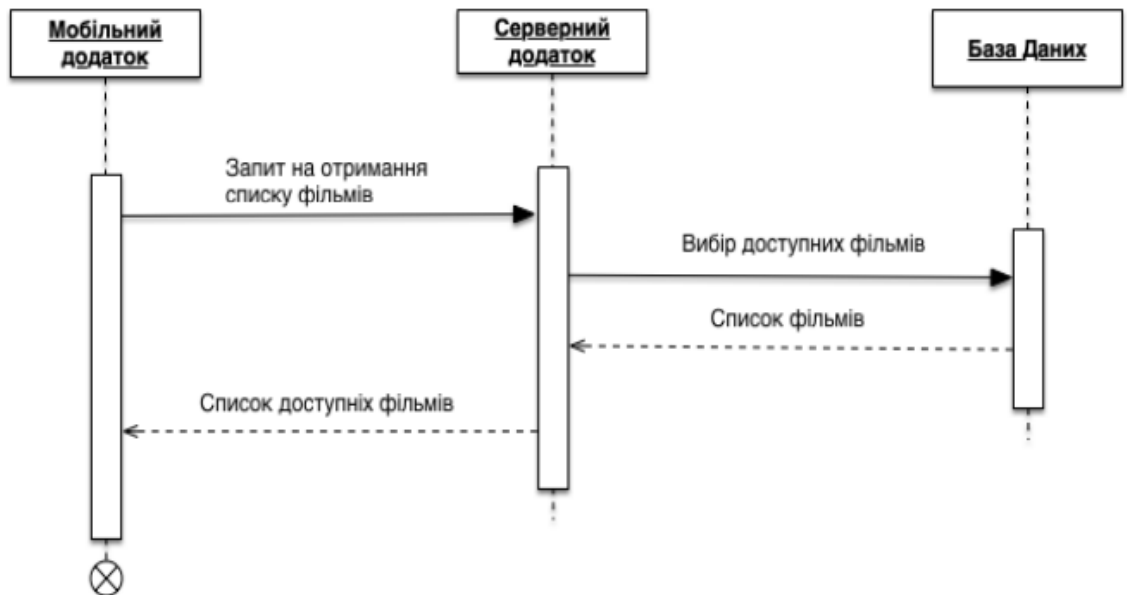 Мобільний
додаток
Серверний
додаток
База Даних
Запит на отримання
списку фільмів
Вибір доступних фільмів
Список фільмів
Список доступніх фільмів